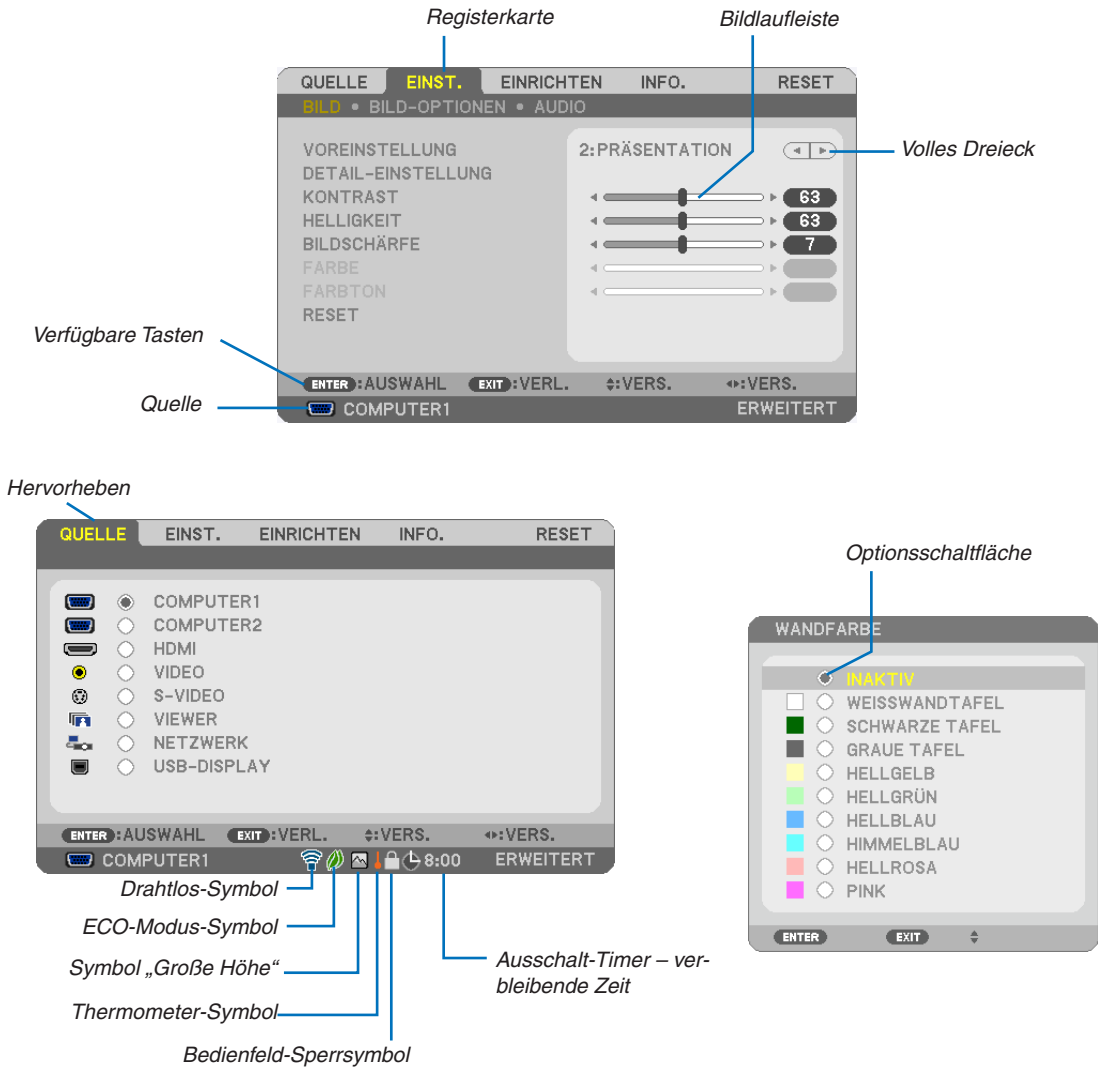 Registerkarte
Bildlaufleiste
QUELLE EINST. EINRICHTEN INFO. RESET
BILD • BILD-OPTIONEN • AUDIO
VOREINSTELLUNG 2:PRÄSENTATION
Volles Dreieck
DETAIL-EINSTELLUNG
KONTRAST 63
HELLIGKEIT 63
BILDSCHÄRFE 7
FARBE
FARBTON
RESET
Verfügbare Tasten
ENTER :AUSWAHL EXIT :VERL. :VERS. :VERS.
Quelle
COMPUTER1 ERWEITERT
Hervorheben
QUELLE EINST. EINRICHTEN INFO. RESET
COMPUTER1
COMPUTER2
HDMI
VIDEO
S-VIDEO
VIEWER
NETZWERK
USB-DISPLAY
ENTER :AUSWAHL EXIT :VERL. :VERS. :VERS.
COMPUTER1 8:00 ERWEITERT
Drahtlos-Symbol
ECO-Modus-Symbol
Symbol „Große Höhe“
Thermometer-Symbol
Bedienfeld-Sperrsymbol
Ausschalt-Timer – ver-
bleibende Zeit
Optionsschaltfläche
WANDFARBE
INAKTIV
WEISSWANDTAFEL
SCHWARZE TAFEL
GRAUE TAFEL
HELLGELB
HELLGRÜN
HELLBLAU
HIMMELBLAU
HELLROSA
PINK
ENTER EXIT